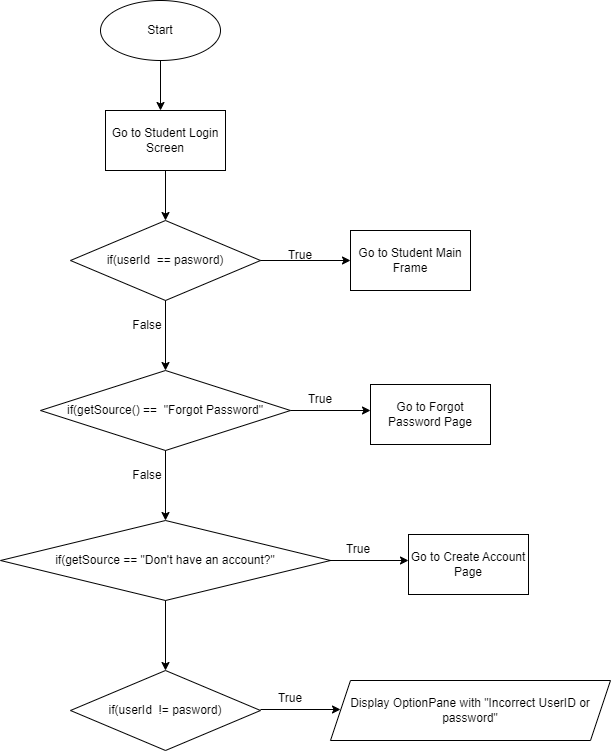 Start
Go to Student Login
Screen
if(userId  == pasword)
True
Go to Student Main
Frame
False
if(getSource() ==  "Forgot Password"
True
Go to Forgot
Password Page
False
if(getSource == "Don't have an account?"
True
Go to Create Account
Page
if(userId  != pasword)
True
Display OptionPane with "Incorrect UserID or
password"